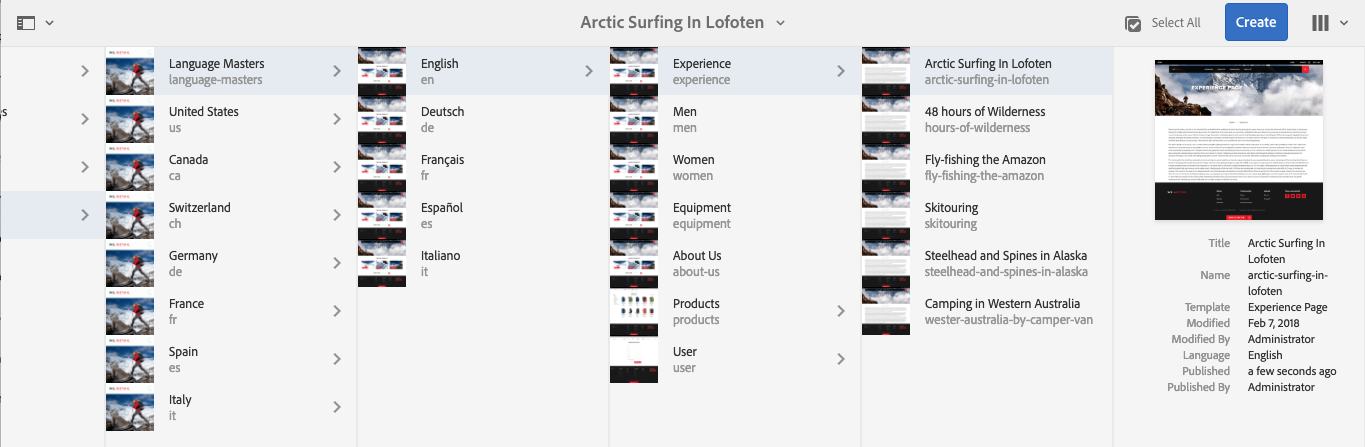 Arctic Surfing In Lofoten
Select All
Create
Language Masters
language-masters
United States
us
Canada
ca
Switzerland
ch
Germany
de
France
fr
Spain
es
Italy
it
English
en
Deutsch
de
Français
fr
Español
es
Italiano
it
Experience
experience
Men
men
Women
women
Equipment
equipment
About Us
about-us
Products
products
User
user
Arctic Surfing In Lofoten
arctic-surfing-in-lofoten
48 hours of Wilderness
hours-of-wilderness
Fly-fishing the Amazon
fly-fishing-the-amazon
Skitouring
skitouring
Steelhead and Spines in Alaska
steelhead-and-spines-in-alaska
Camping in Western Australia
wester-australia-by-camper-van
EXPERIENCE PAGE
Title Arctic Surfing In
Lofoten
Name arctic-surfing-in-
lofoten
Template Experience Page
Modified Feb 7, 2018
Modified By Administrator
Language English
Published a few seconds ago
Published By Administrator